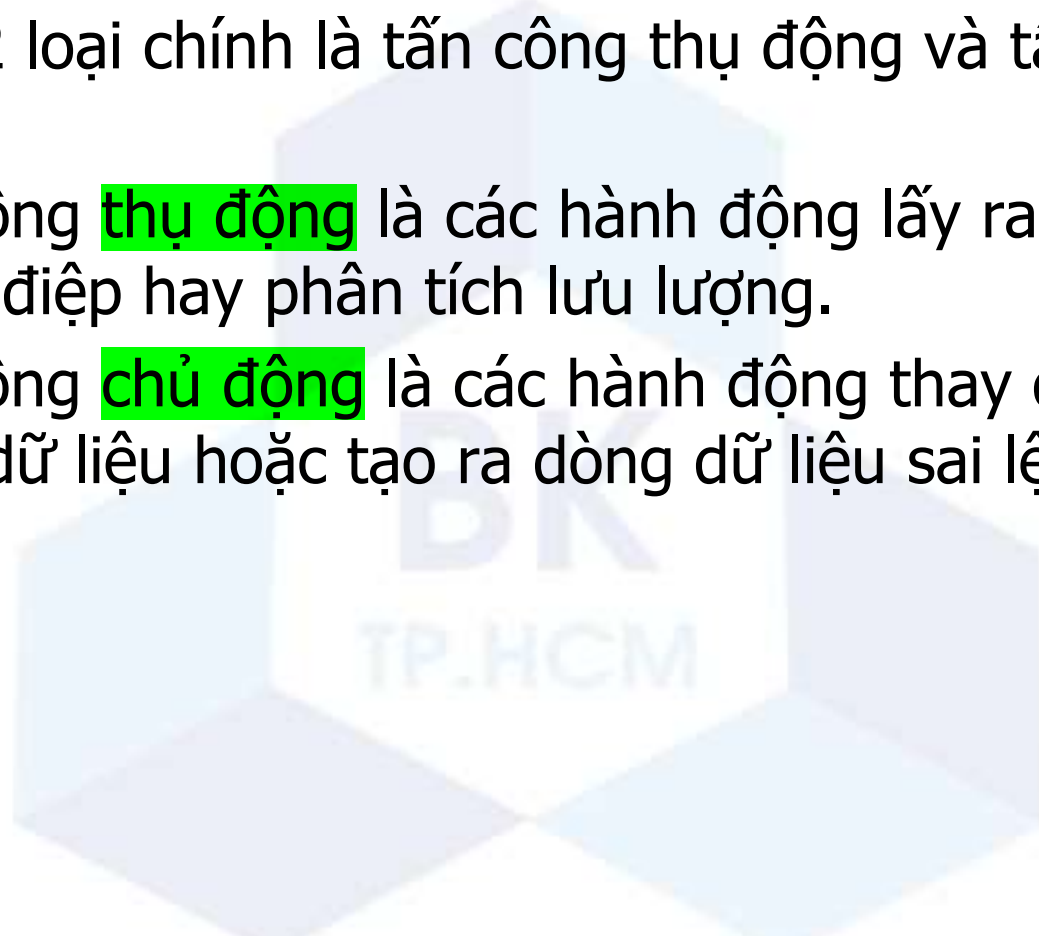 loại chính là tấn công thụ động và
thụ động là các hành động lấy ra
điệp hay phân tích lưu lượng.
chủ động là các hành động thay
dữ liệu hoặc tạo ra dòng dữ liệu sai
BK
TP.HCM